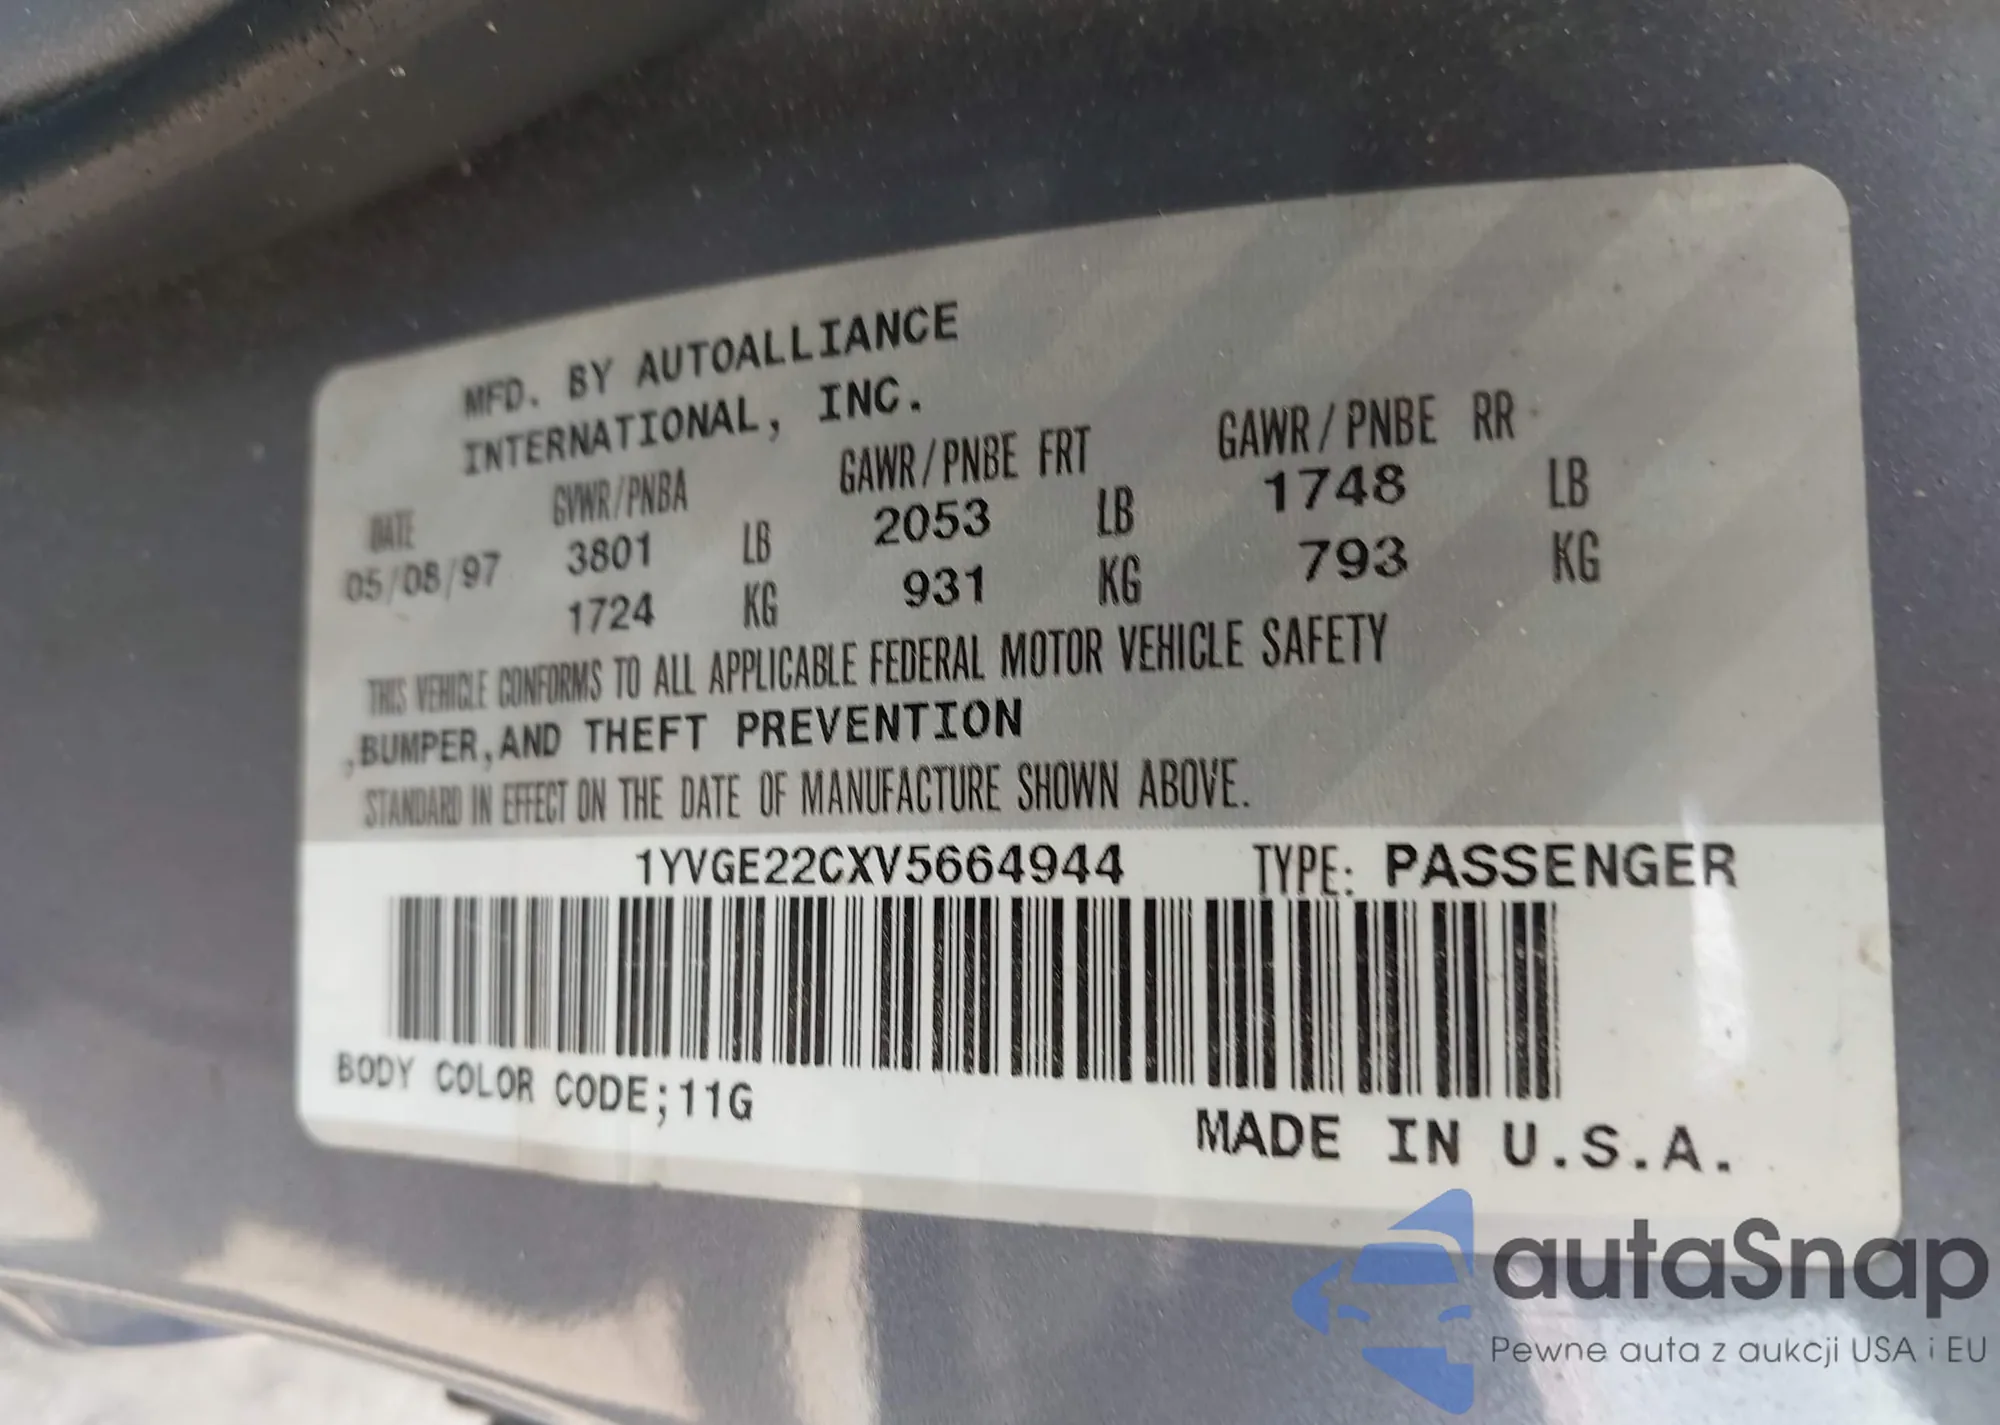 MFD. BY AUTOALLIANCE
INTERNATIONAL, INC.
DATE GVWR/PNBA GAWR/PNBE FRT GAWR/PNBE RR
05/08/97 3801 LB 2053 LB 1748 LB
1724 KG 931 KG 793 KG
THIS VEHICLE CONFORMS TO ALL APPLICABLE FEDERAL MOTOR VEHICLE SAFETY
,BUMPER,AND THEFT PREVENTION
STANDARD IN EFFECT ON THE DATE OF MANUFACTURE SHOWN ABOVE.
1YVGE22CXV5664944 TYPE: PASSENGER
BODY COLOR CODE;11G
MADE IN U.S.A.
autaSnap
Pewne auta z aukcji USA i EU